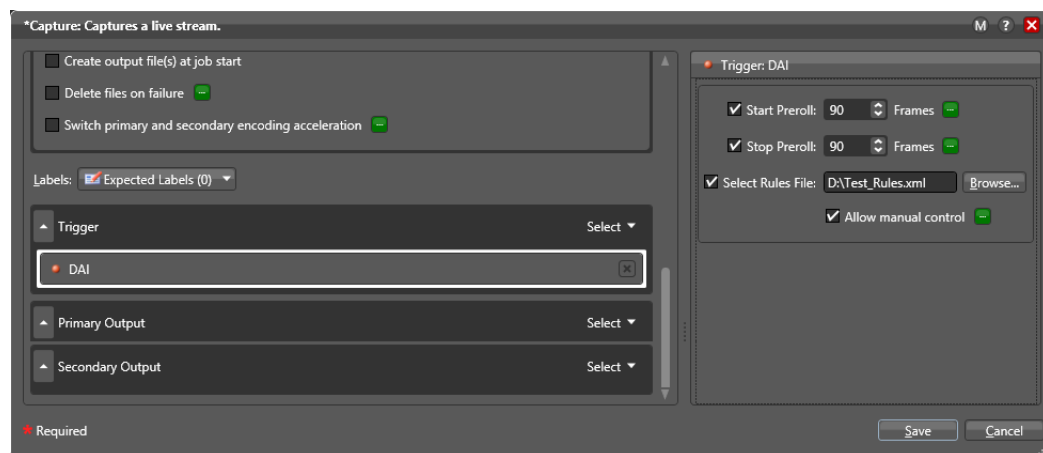 *Capture: Captures a live stream.
M ?
Create output file(s) at job start
Delete files on failure
Switch primary and secondary encoding acceleration
Labels: Expected Labels (0)
Trigger Select
DAI
Primary Output Select
Secondary Output Select
* Required
Trigger: DAI
Start Preroll: 90 Frames
Stop Preroll: 90 Frames
Select Rules File: D:\Test_Rules.xml Browse...
Allow manual control
Save Cancel